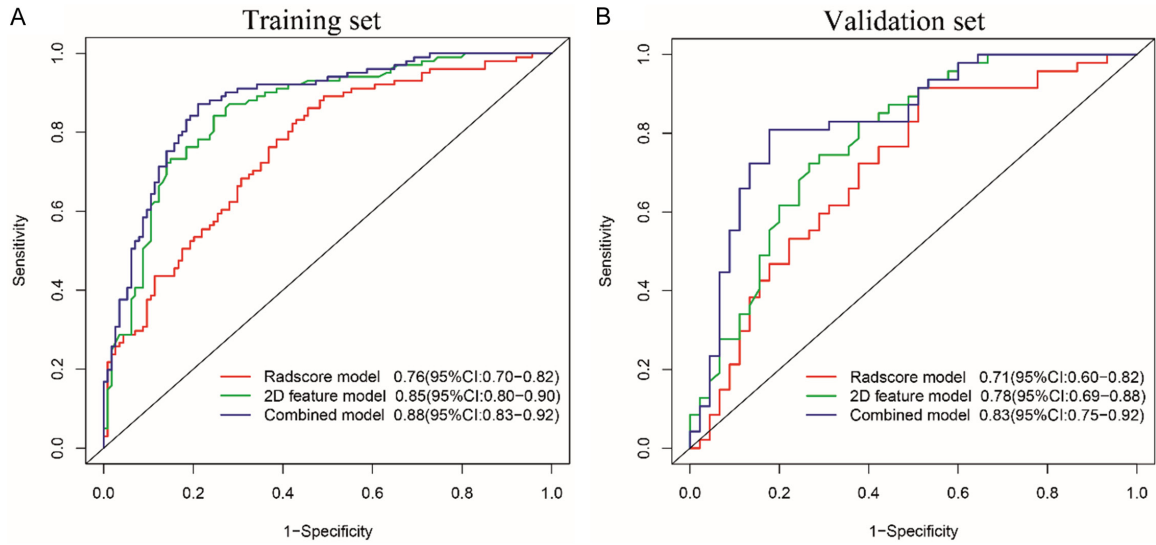 A
Training set
Sensitivity
1.0
0.8
0.6
0.4
0.2
0.0
Radscore model 0.76(95%CI:0.70−0.82)
2D feature model 0.85(95%CI:0.80−0.90)
Combined model 0.88(95%CI:0.83−0.92)
0.0 0.2 0.4 0.6 0.8 1.0
1−Specificity
B
Validation set
Sensitivity
1.0
0.8
0.6
0.4
0.2
0.0
Radscore model 0.71(95%CI:0.60−0.82)
2D feature model 0.78(95%CI:0.69−0.88)
Combined model 0.83(95%CI:0.75−0.92)
0.0 0.2 0.4 0.6 0.8 1.0
1−Specificity